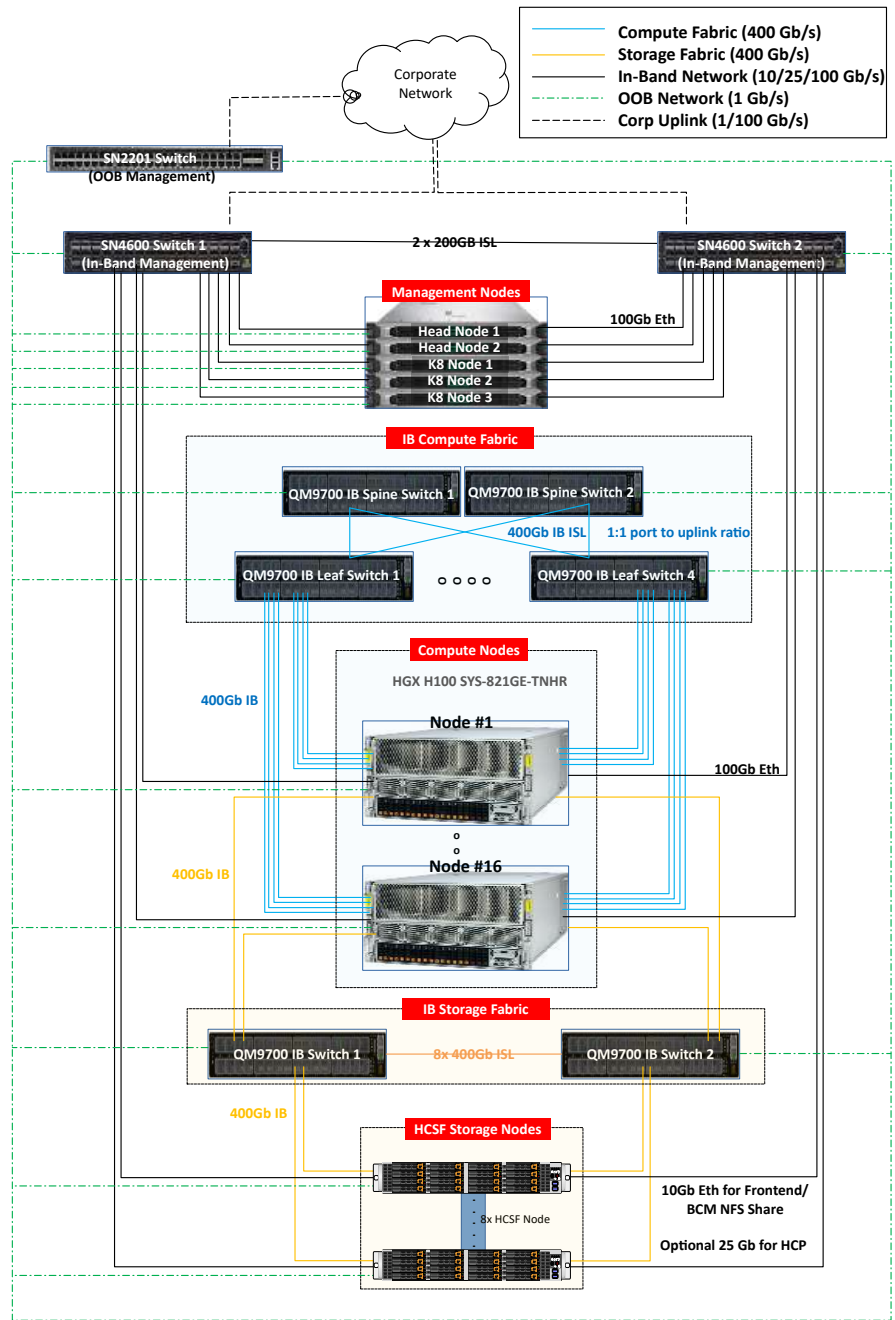 Compute Fabric (400 Gb/s)
Storage Fabric (400 Gb/s)
In-Band Network (10/25/100 Gb/s)
OOB Network (1 Gb/s)
Corp Uplink (1/100 Gb/s)
Corporate
Network
SN2201 Switch
(OOB Management)
SN4600 Switch 1
(In-Band Management)
2 x 200GB ISL
SN4600 Switch 2
(In-Band Management)
Management Nodes
100Gb Eth
Head Node 1
Head Node 2
K8 Node 1
K8 Node 2
K8 Node 3
IB Compute Fabric
QM9700 IB Spine Switch 1
QM9700 IB Spine Switch 2
400Gb IB ISL
1:1 port to uplink ratio
QM9700 IB Leaf Switch 1
QM9700 IB Leaf Switch 4
Compute Nodes
HGX H100 SYS-821GE-TNHR
400Gb IB
Node #1
100Gb Eth
Node #16
400Gb IB
IB Storage Fabric
QM9700 IB Switch 1
8x 400Gb ISL
QM9700 IB Switch 2
400Gb IB
HCSF Storage Nodes
10Gb Eth for Frontend/
BCM NFS Share
8x HCSF Node
Optional 25 Gb for HCP